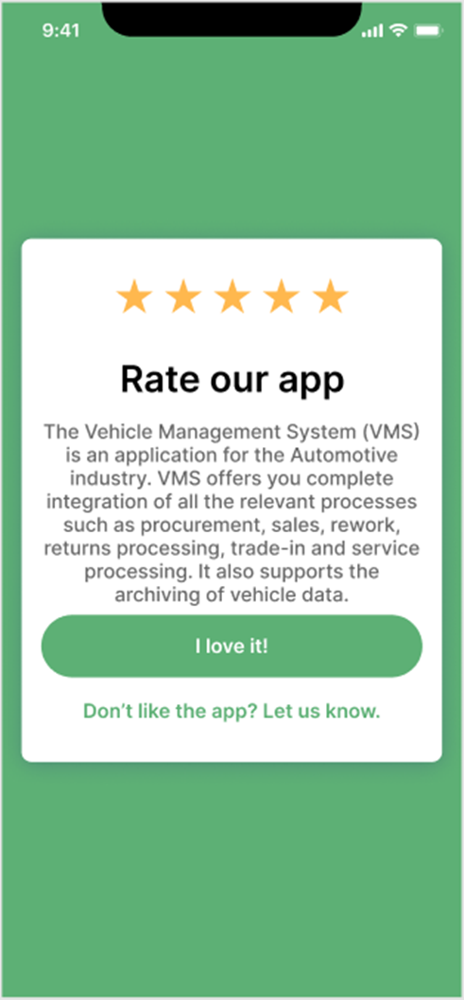 9:41
Rate our app
The Vehicle Management System (VMS)
is an application for the Automotive
industry. VMS offers you complete
integration of all the relevant processes
such as procurement, sales, rework,
returns processing, trade-in and service
processing. It also supports the
archiving of vehicle data.
I love it!
Don’t like the app? Let us know.